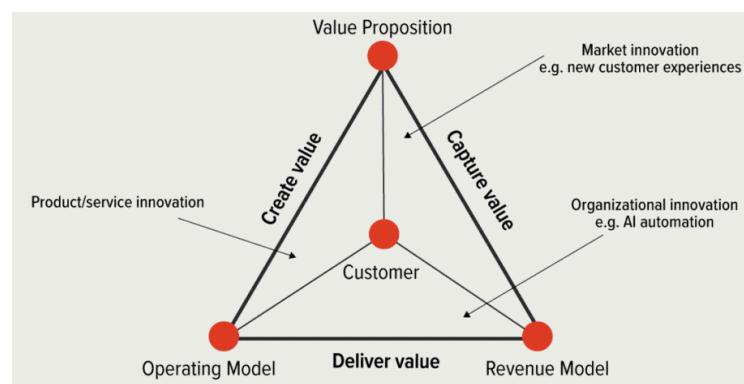 Value Proposition
Market innovation
e.g. new customer experiences
Create value
Capture value
Product/service innovation
Organizational innovation
e.g. AI automation
Customer
Operating Model
Deliver value
Revenue Model